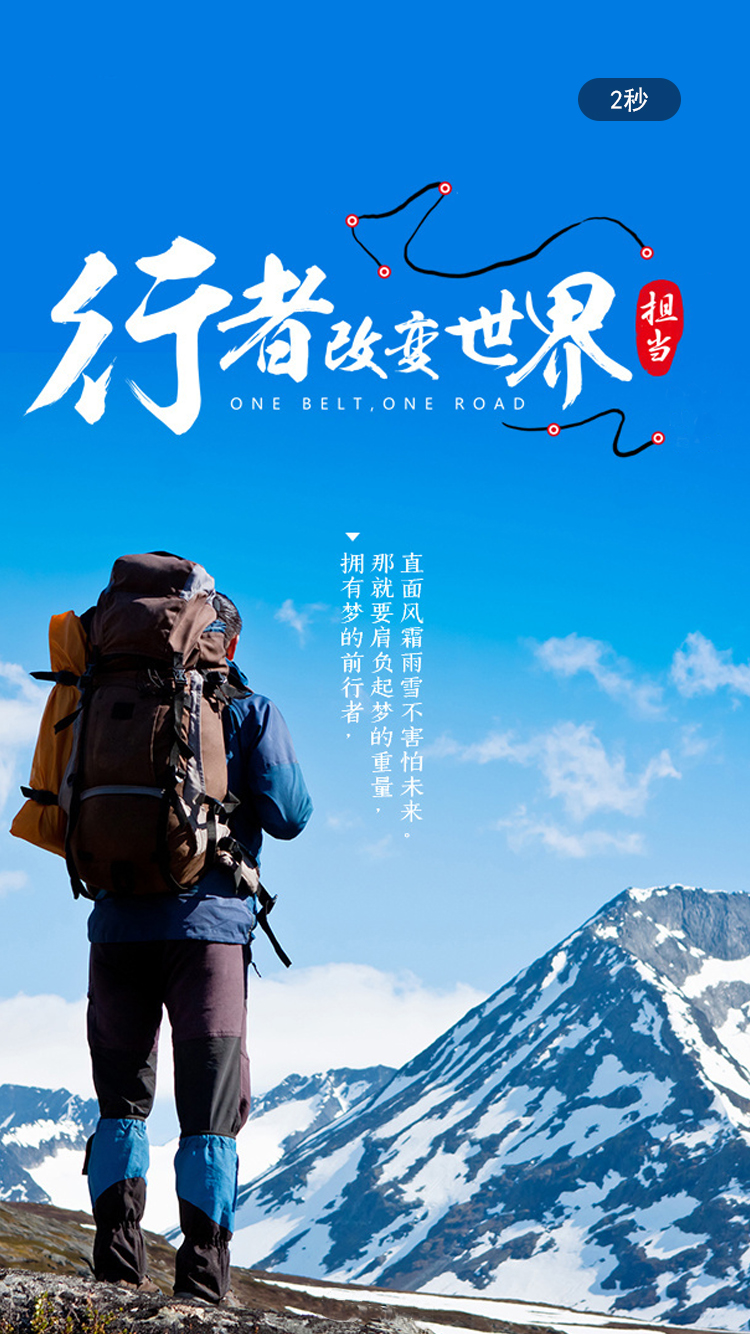 2秒
行者改变世界
担当
ONE BELT,ONE ROAD
直面风霜雨雪不害怕未来。
那就要肩负起梦的重量,
拥有梦的前行者,